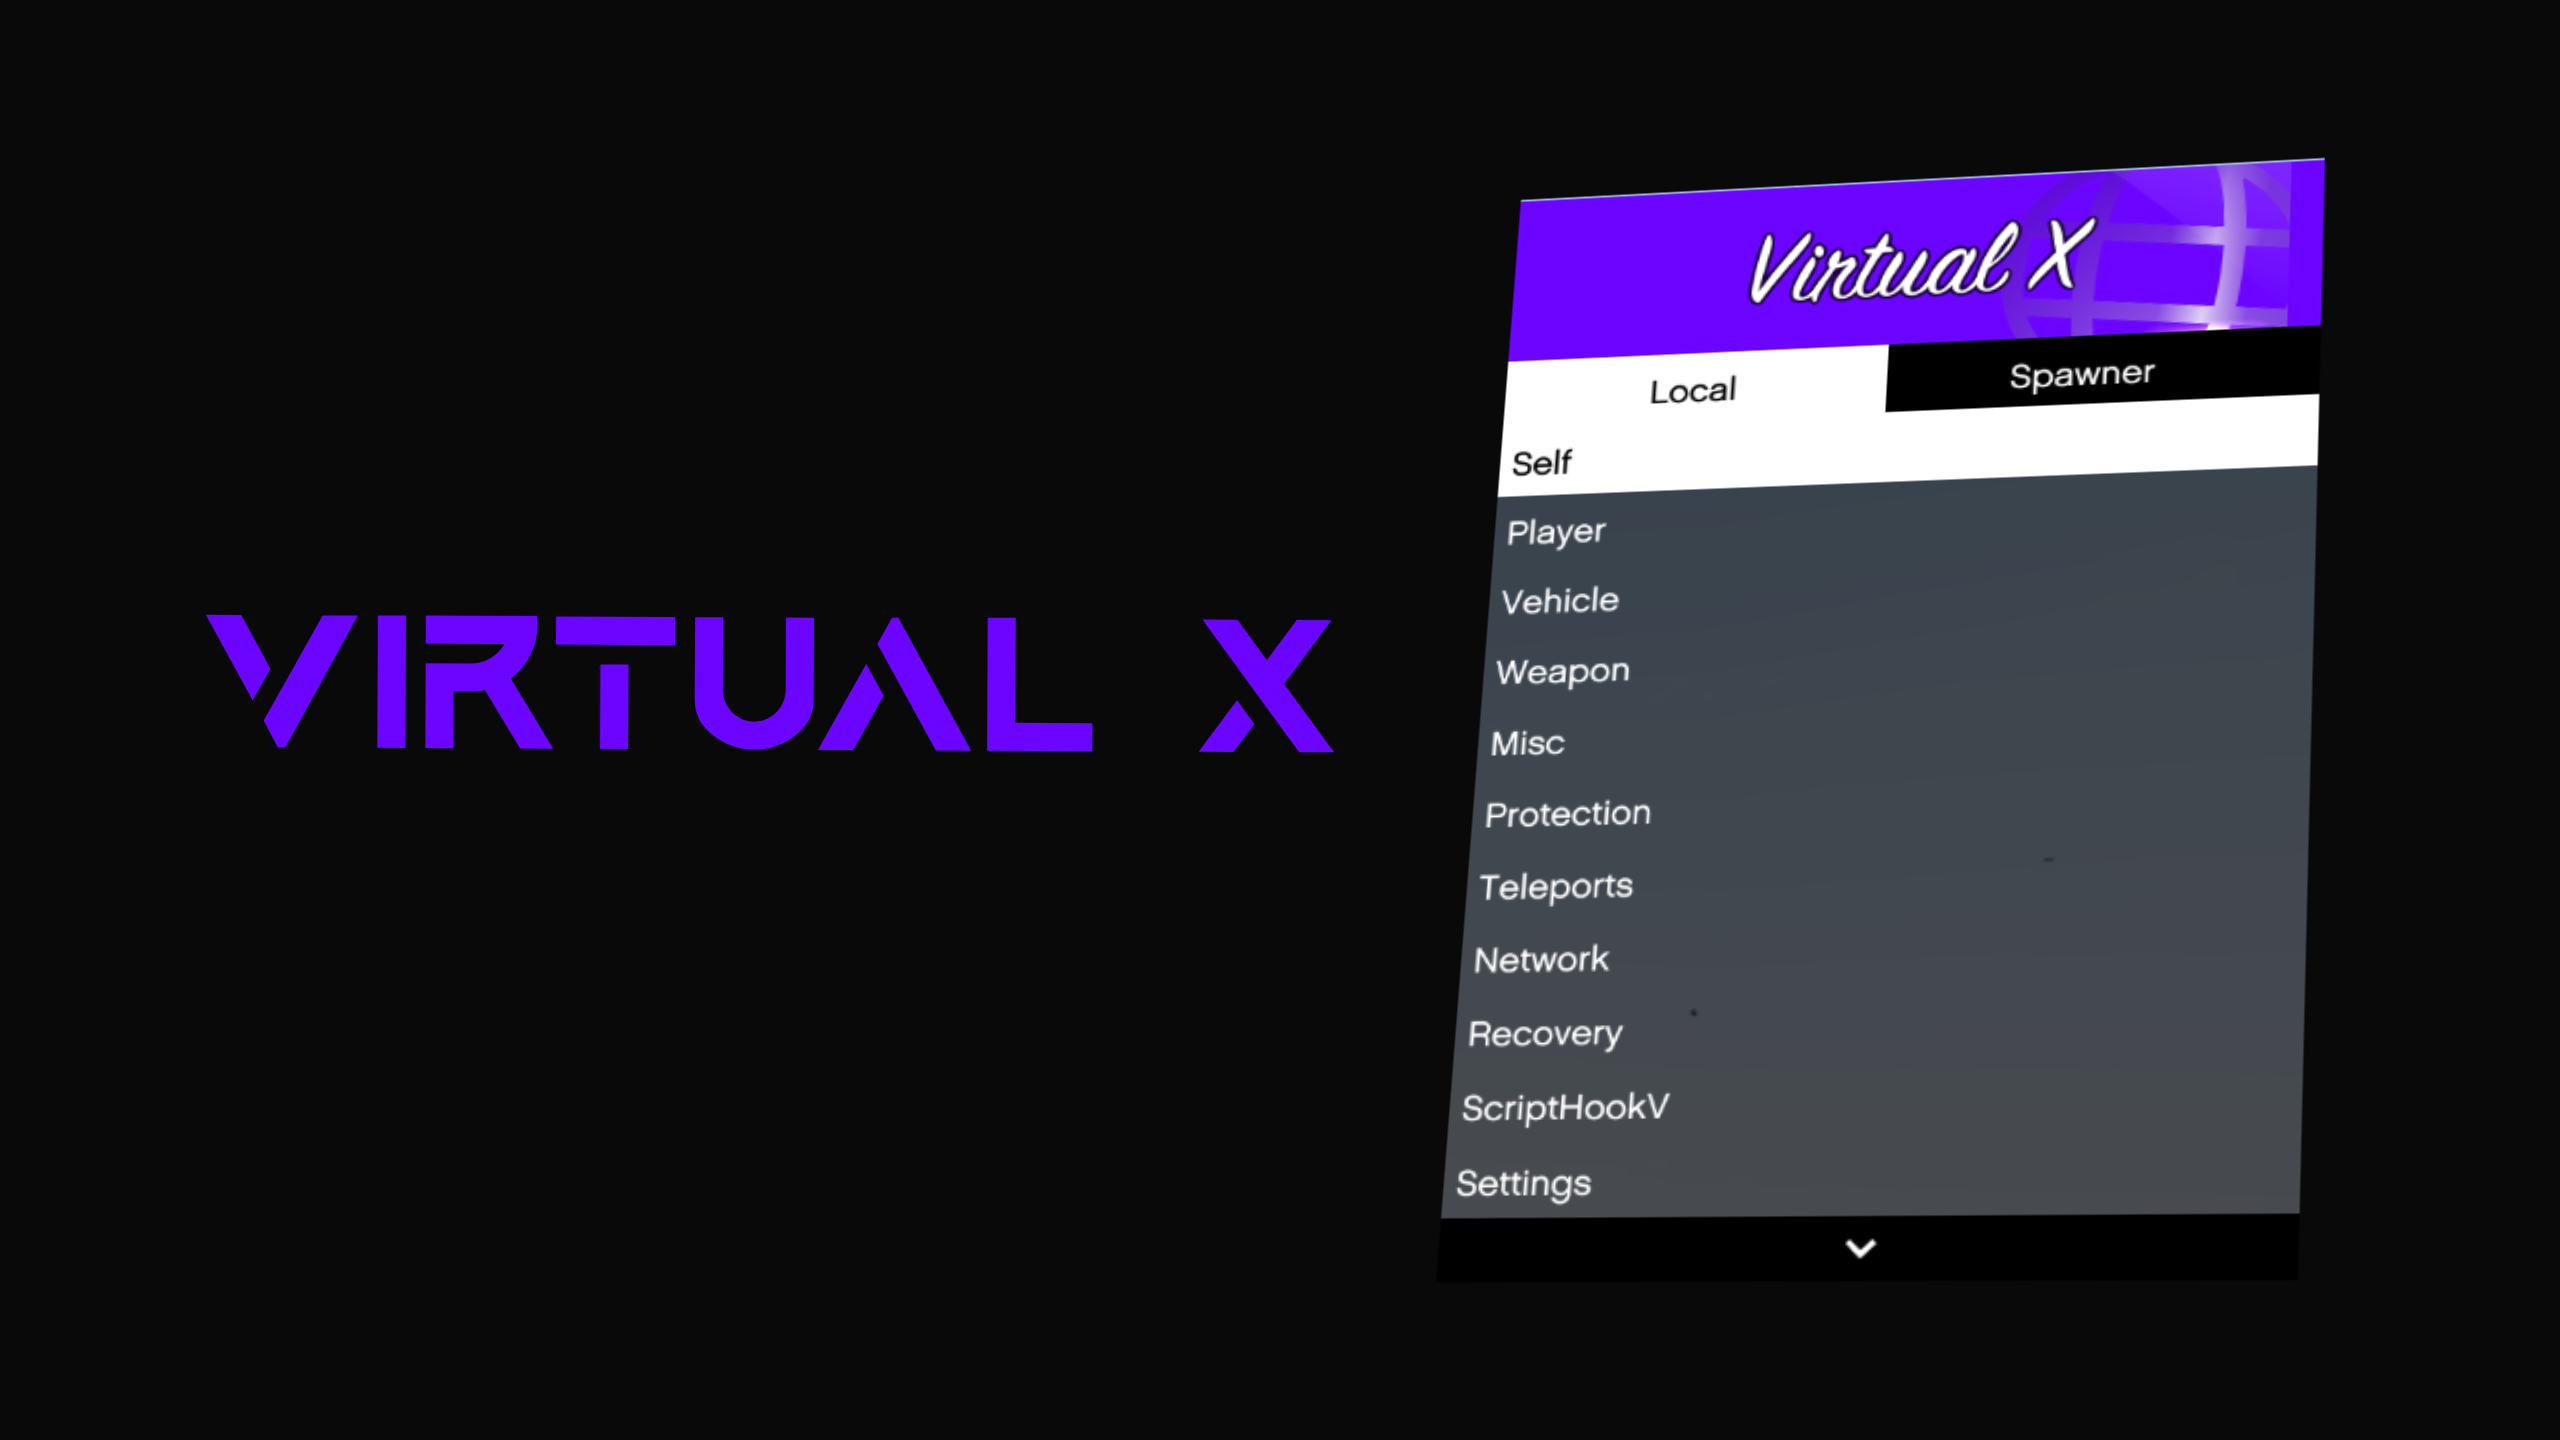 VIRTUAL X
Virtual X
Local
Spawner
Self
Player
Vehicle
Weapon
Misc
Protection
Teleports
Network
Recovery
ScriptHookV
Settings